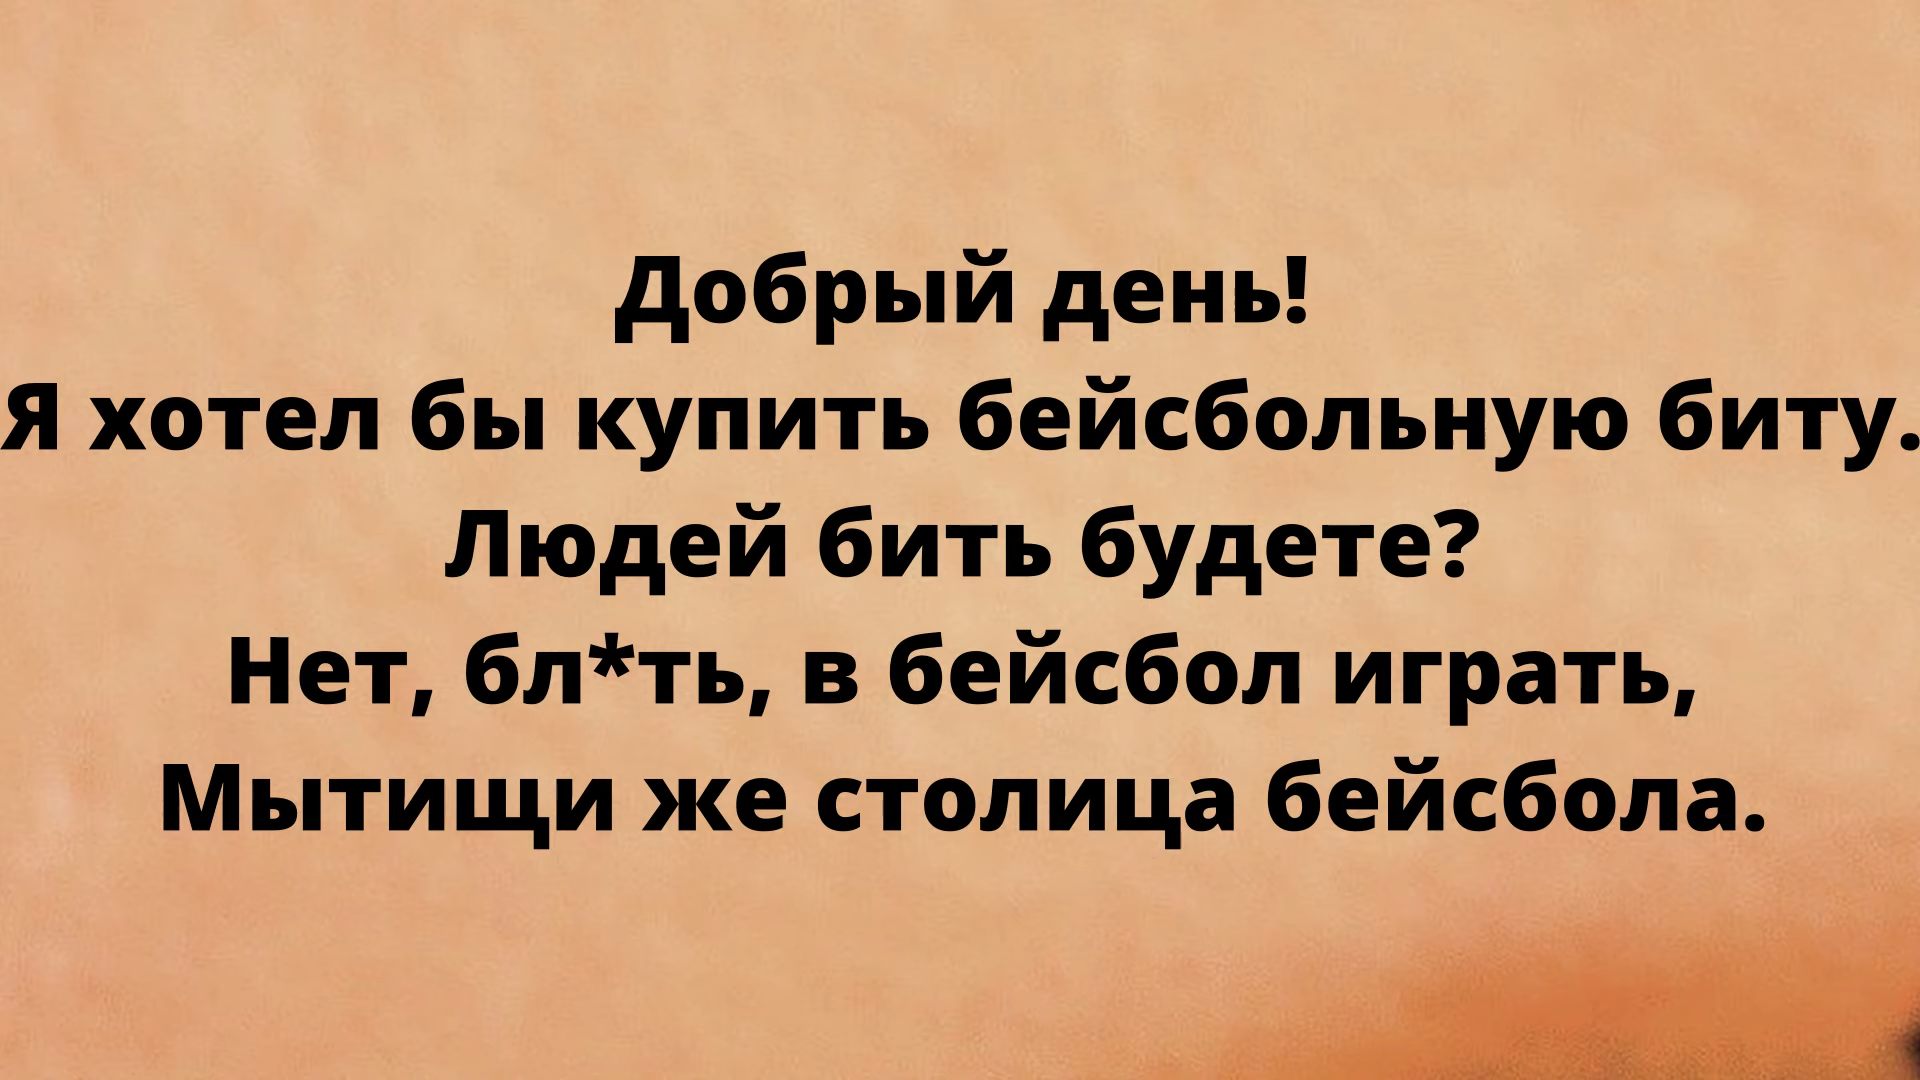 Добрый день!
Я хотел бы купить бейсбольную биту.
Людей бить будете?
Нет, бл*ть, в бейсбол играть,
Мытищи же столица бейсбола.